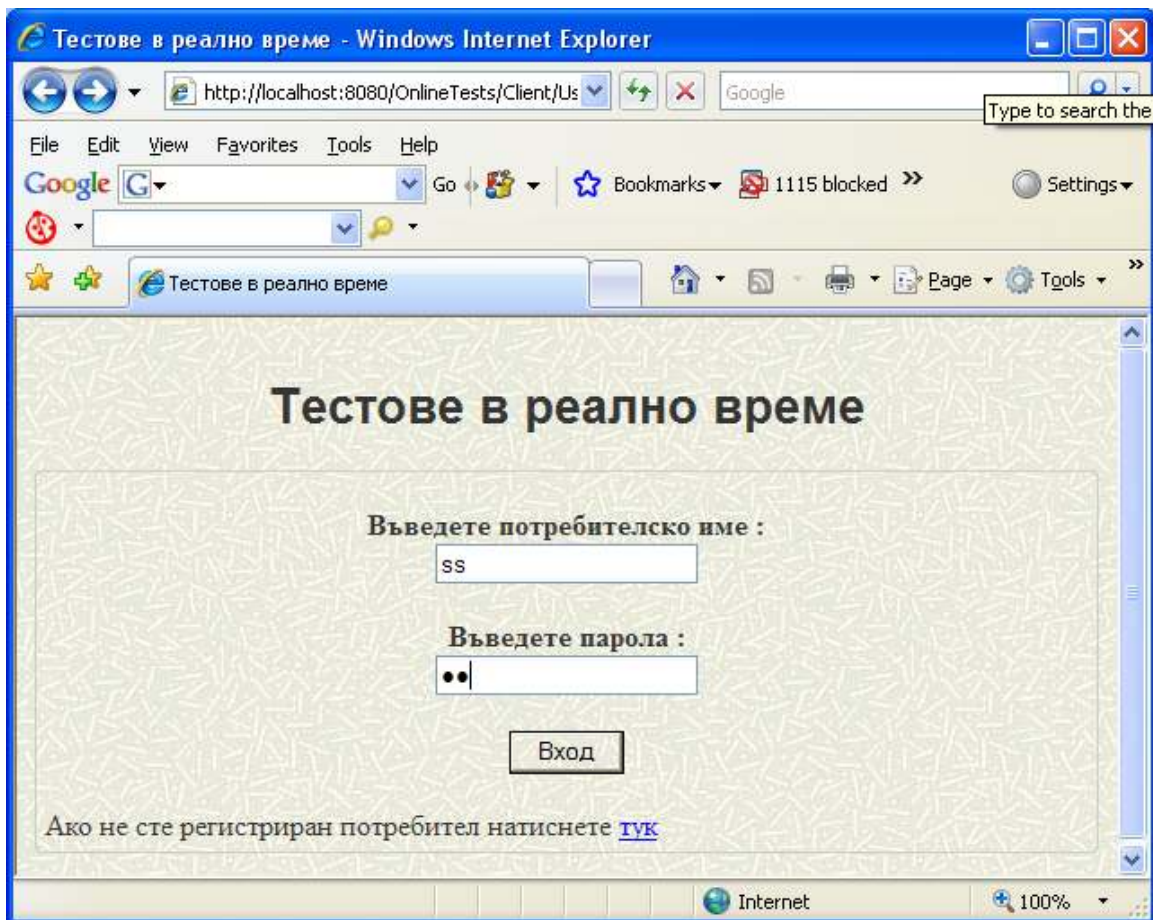 Тестове в реално време - Windows Internet Explorer
http://localhost:8080/OnlineTests/Client/Us Google
Type to search the
File Edit View Favorites Tools Help
Google G Go Bookmarks 1115 blocked » Settings
Тестове в реално време Page Tools »
Тестове в реално време
Въведете потребителско име :
ss
Въведете парола :
••
Вход
Ако не сте регистриран потребител натиснете тук
Internet 100%